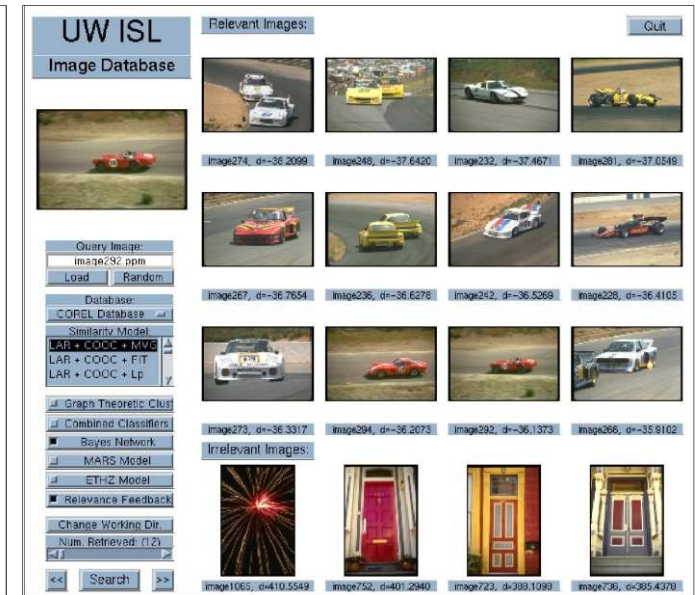 UW ISL
Image Database
Query Image:
image292.ppm
Load Random
Database:
COREL Database
Similarity Model:
LAR + COOC + MVG
LAR + COOC + FIT
LAR + COOC + Lp
Graph Theoretic Clust
Combined Classifiers
Bayes Network
MARS Model
ETHZ Model
Relevance Feedback
Change Working Dir.
Num. Retrieved: (12)
<< Search >>
Relevant Images:
Quit
image274, d=-38.2099 image248, d=-37.6420 image232, d=-37.4671 image281, d=-37.0549
image267, d=-36.7654 image236, d=-36.6278 image242, d=-36.5269 image228, d=-36.4105
image273, d=-36.3317 image294, d=-36.2073 image292, d=-36.1373 image266, d=-35.9102
Irrelevant Images:
image1065, d=410.5549 image752, d=401.2940 image723, d=388.1098 image736, d=385.4378